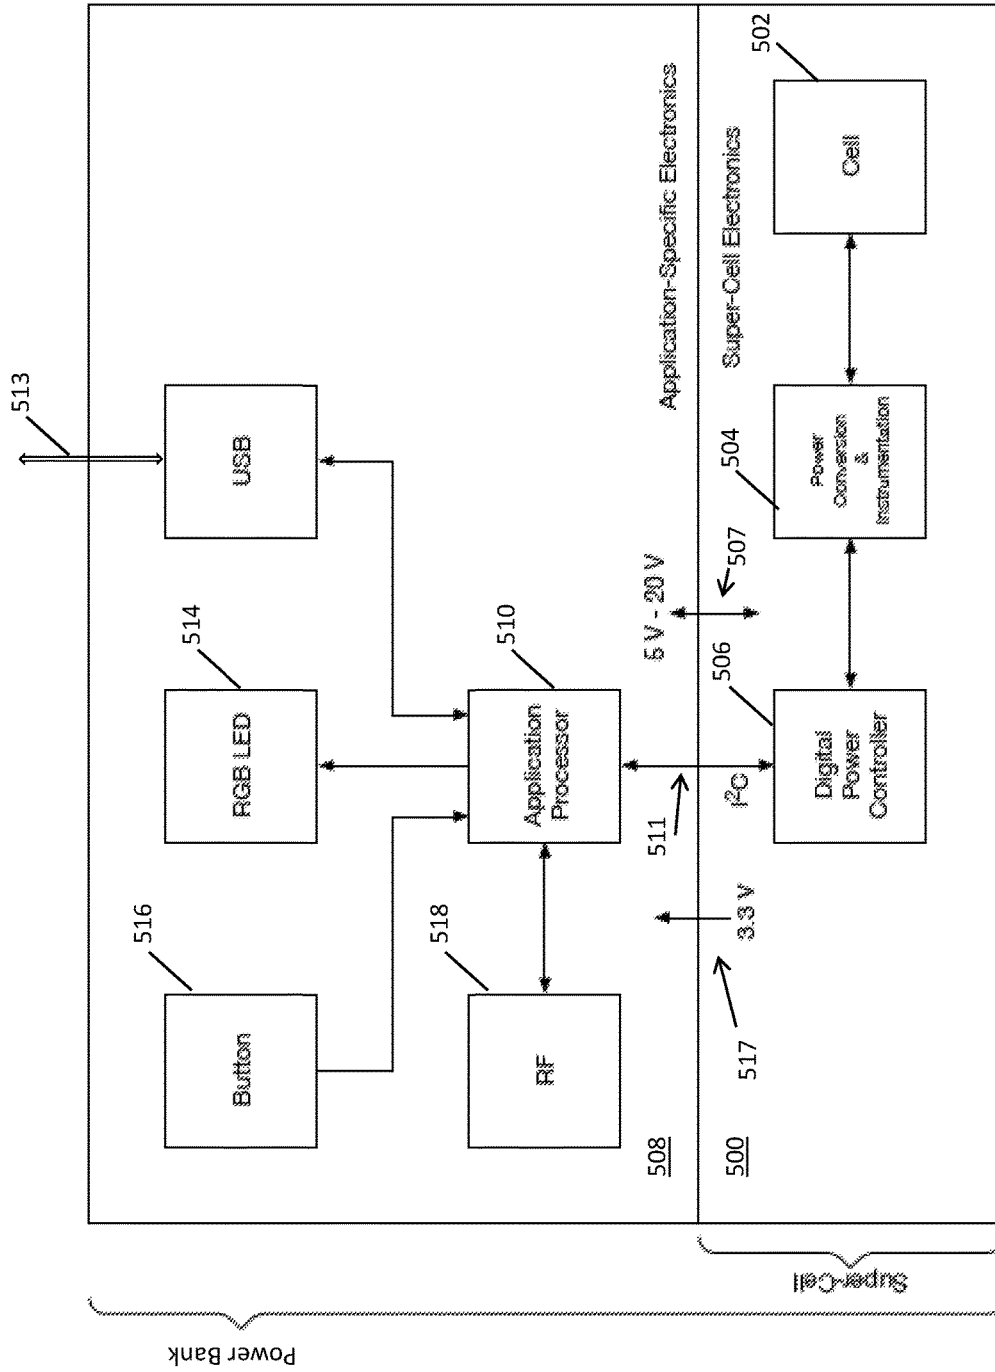 513
USB
514
RGB LED
516
Button
510
Application
Processor
518
RF
5 V - 20 V
507
511
I²C
3.3 V
517
508
500
Application-Specific Electronics
Super-Cell Electronics
506
Digital
Power
Controller
504
Power
Conversion
&
Instrumentation
502
Cell
Power Bank
Super-Cell